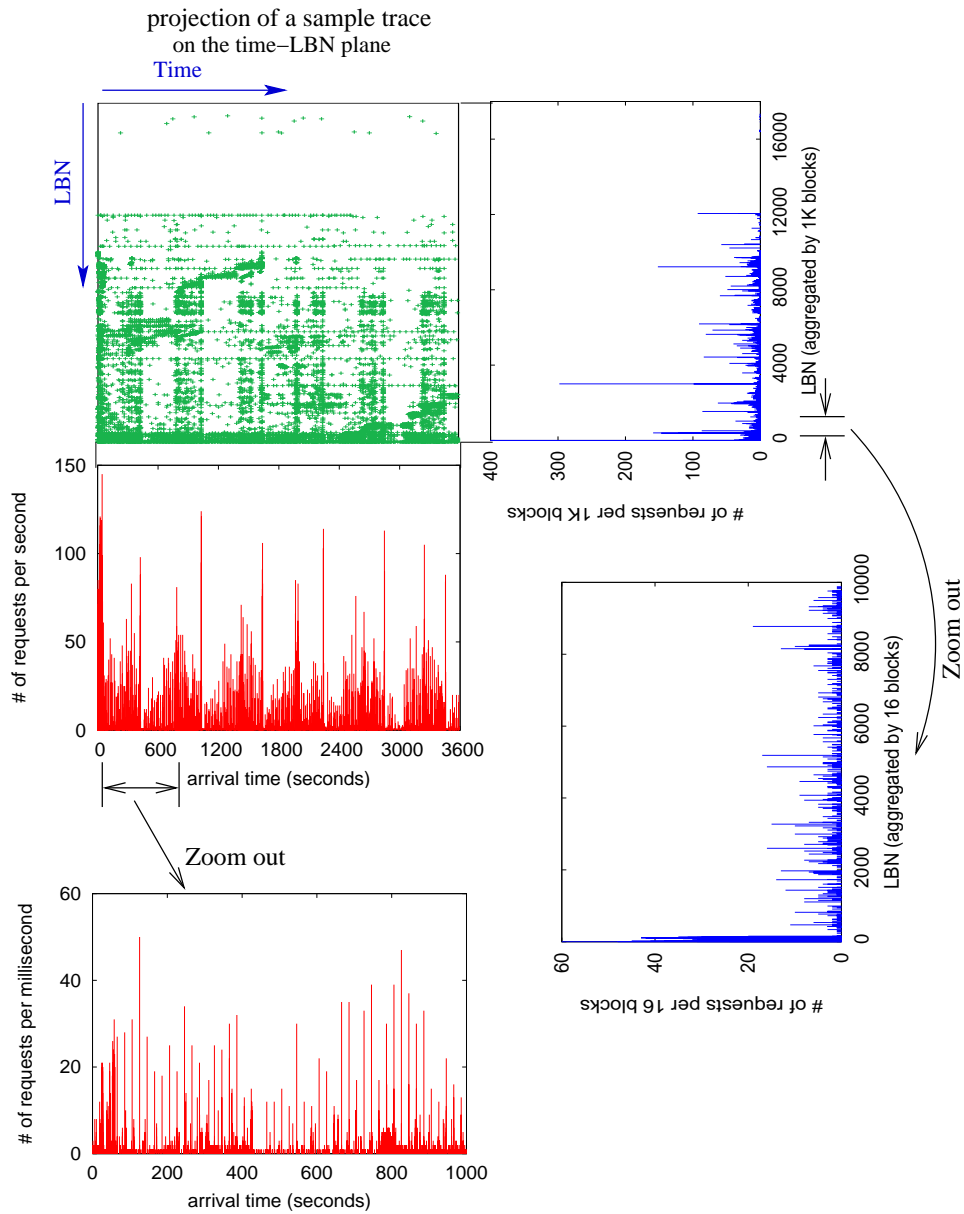 projection of a sample trace
on the time−LBN plane
Time
LBN
150
100
50
0
# of requests per second
0 600 1200 1800 2400 3000 3600
arrival time (seconds)
400 300 200 100 0
# of requests per 1K blocks
0 4000 8000 12000 16000
LBN (aggregated by 1K blocks)
Zoom out
60
40
20
0
# of requests per millisecond
0 200 400 600 800 1000
arrival time (seconds)
60 40 20 0
# of requests per 16 blocks
0 2000 4000 6000 8000 10000
LBN (aggregated by 16 blocks)
Zoom out